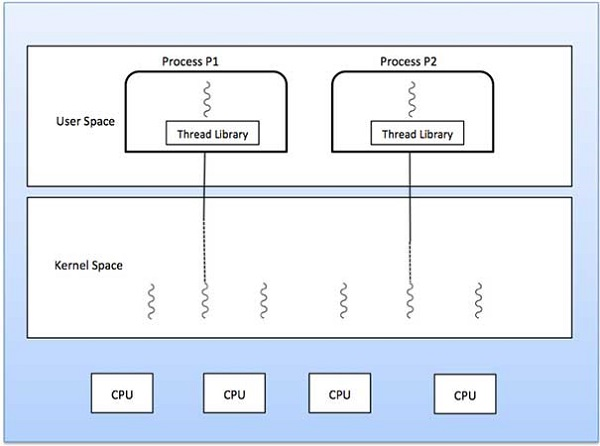 Process P1
Process P2
User Space
Thread Library
Thread Library
Kernel Space
CPU
CPU
CPU
CPU